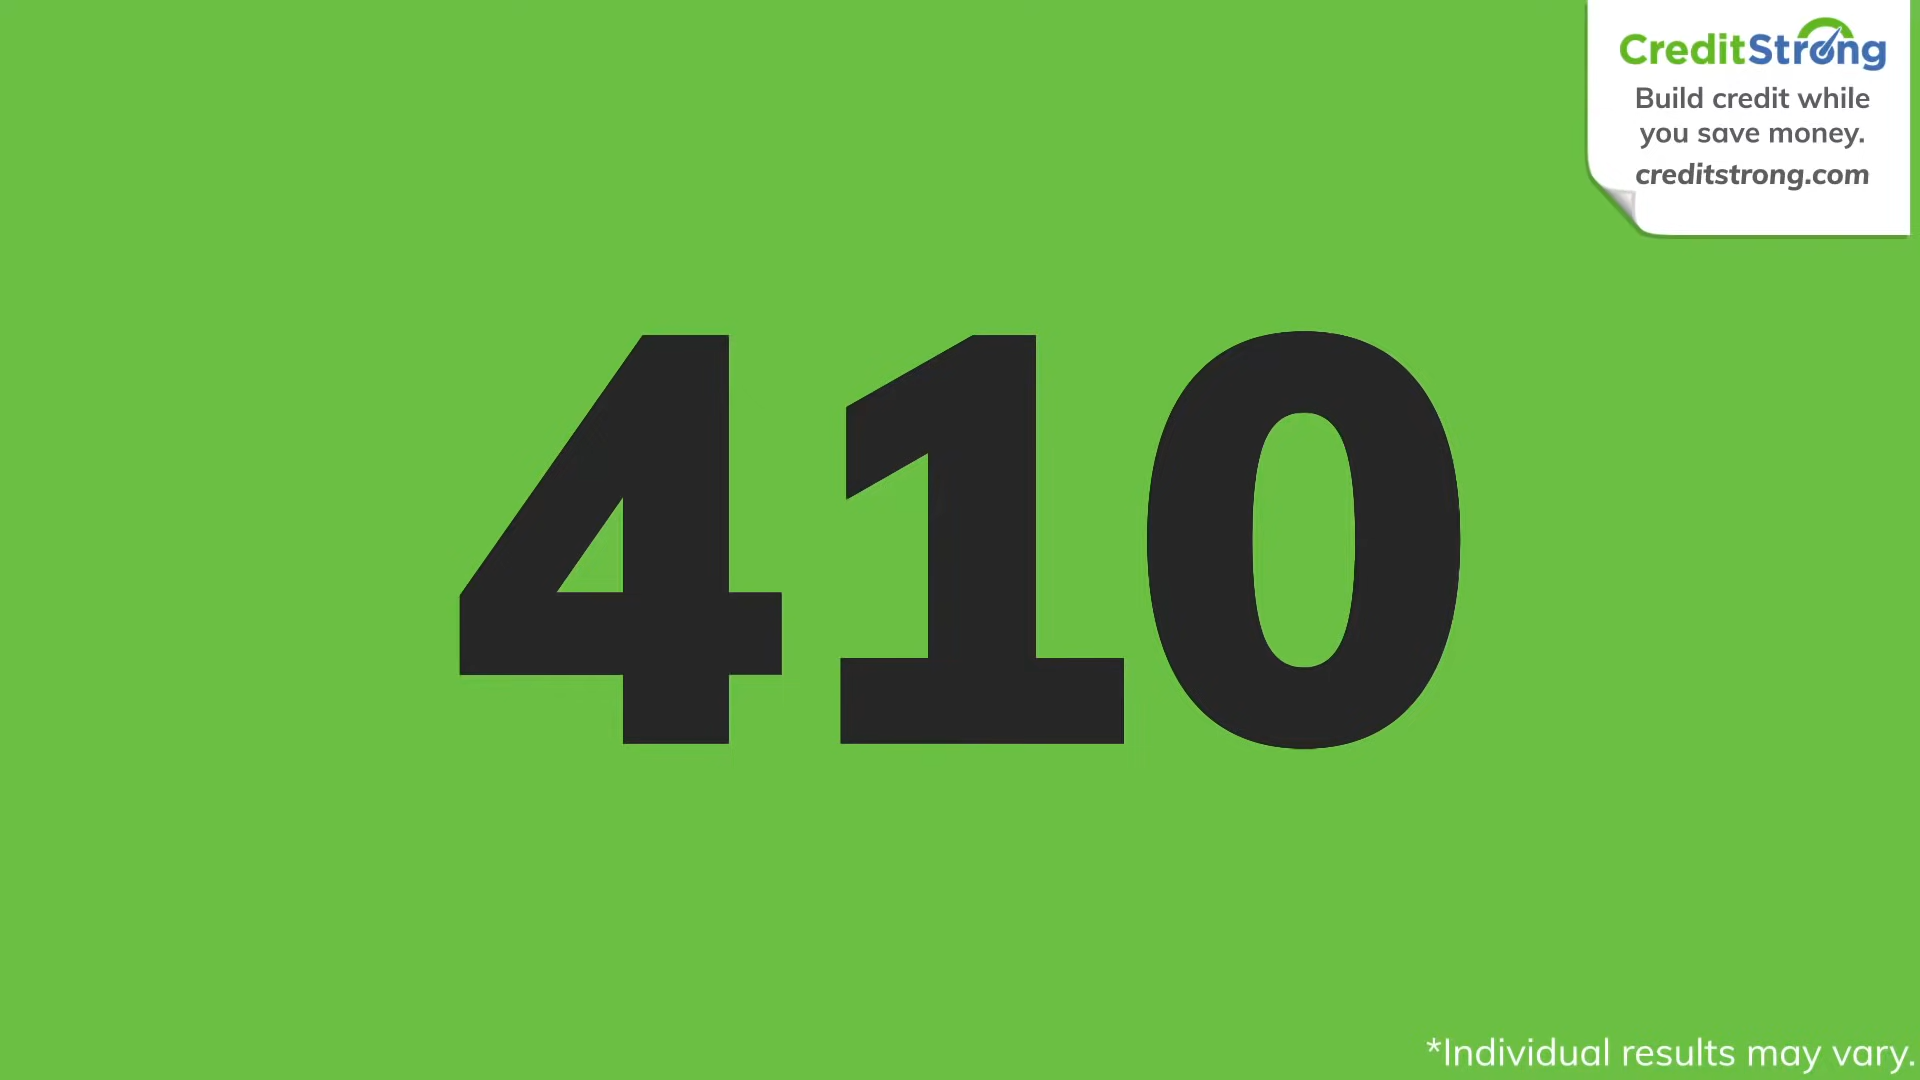 CreditStrong
Build credit while
you save money.
creditstrong.com
410
*Individual results may vary.